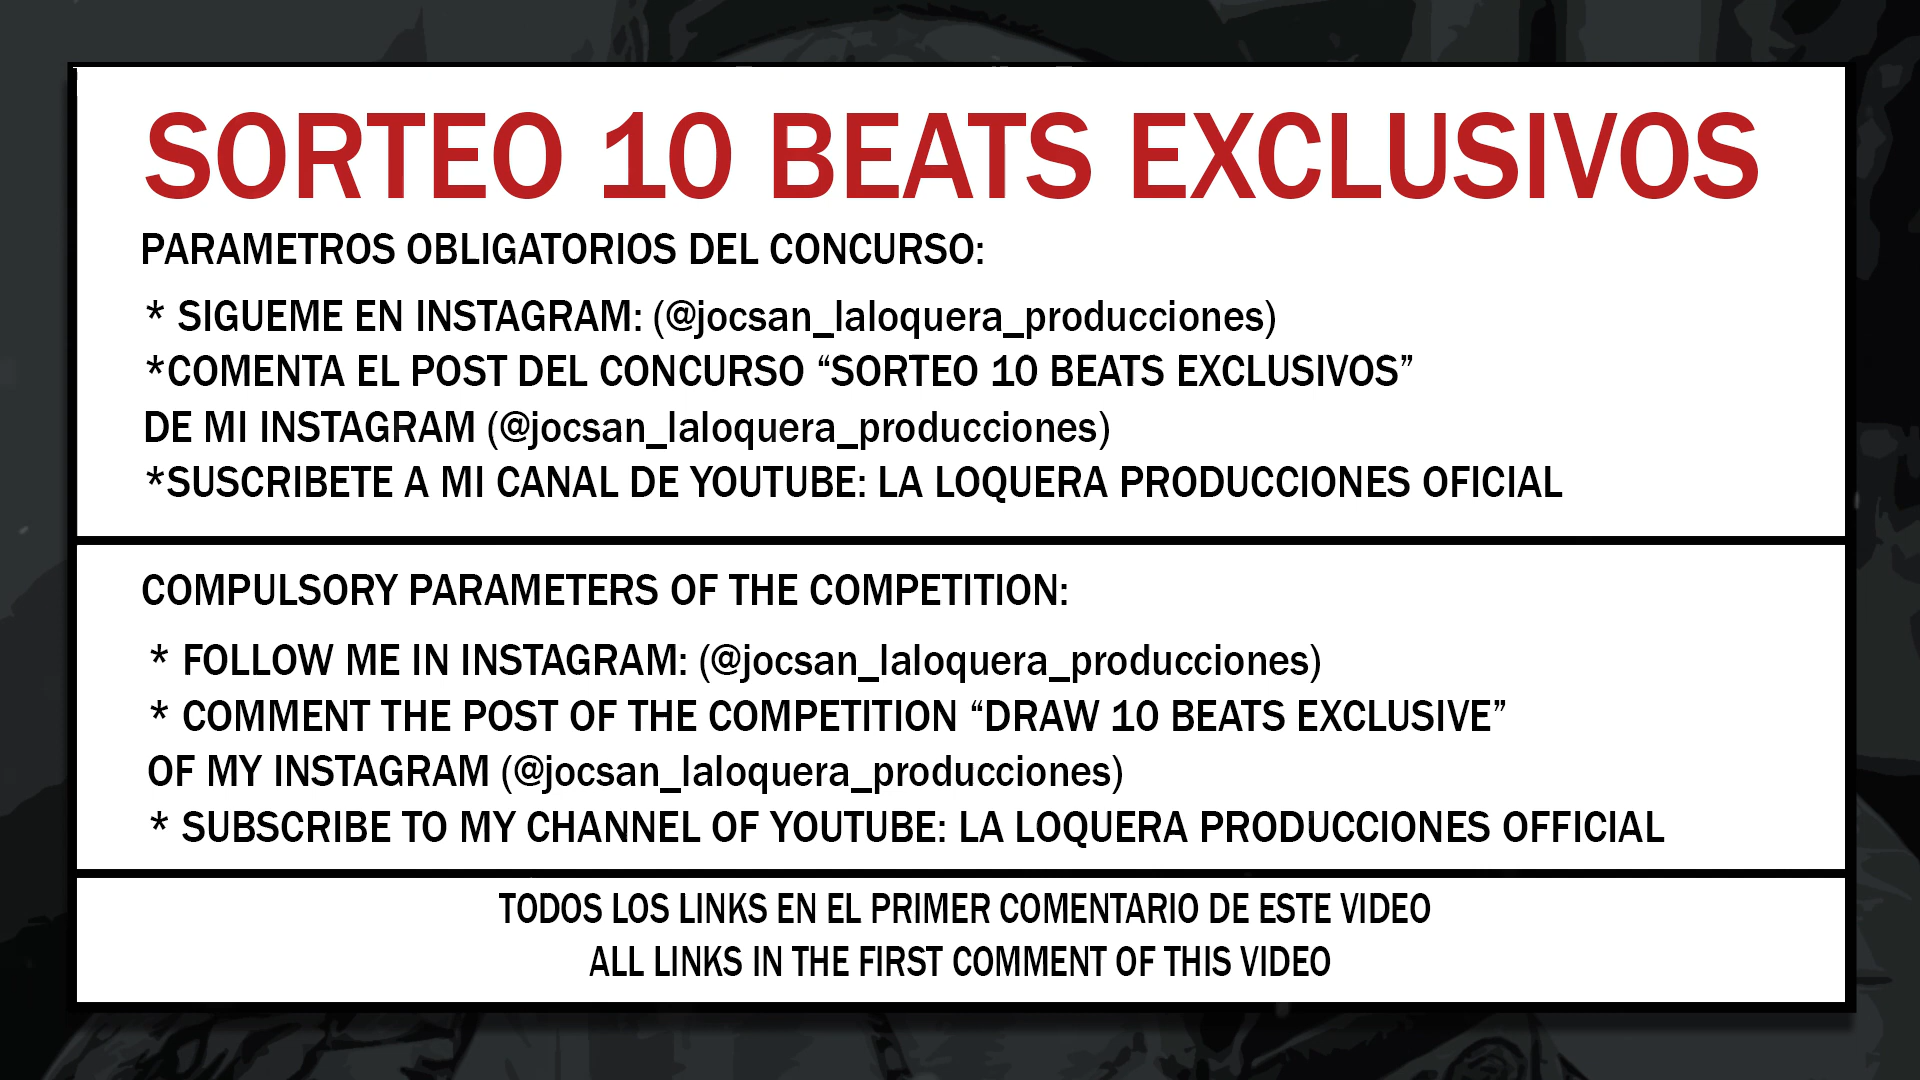 SORTEO 10 BEATS EXCLUSIVOS
PARAMETROS OBLIGATORIOS DEL CONCURSO:
* SIGUEME EN INSTAGRAM: (@jocsan_laloquera_producciones)
*COMENTA EL POST DEL CONCURSO “SORTEO 10 BEATS EXCLUSIVOS”
DE MI INSTAGRAM (@jocsan_laloquera_producciones)
*SUSCRIBETE A MI CANAL DE YOUTUBE: LA LOQUERA PRODUCCIONES OFICIAL
COMPULSORY PARAMETERS OF THE COMPETITION:
* FOLLOW ME IN INSTAGRAM: (@jocsan_laloquera_producciones)
* COMMENT THE POST OF THE COMPETITION “DRAW 10 BEATS EXCLUSIVE”
OF MY INSTAGRAM (@jocsan_laloquera_producciones)
* SUBSCRIBE TO MY CHANNEL OF YOUTUBE: LA LOQUERA PRODUCCIONES OFFICIAL
TODOS LOS LINKS EN EL PRIMER COMENTARIO DE ESTE VIDEO
ALL LINKS IN THE FIRST COMMENT OF THIS VIDEO